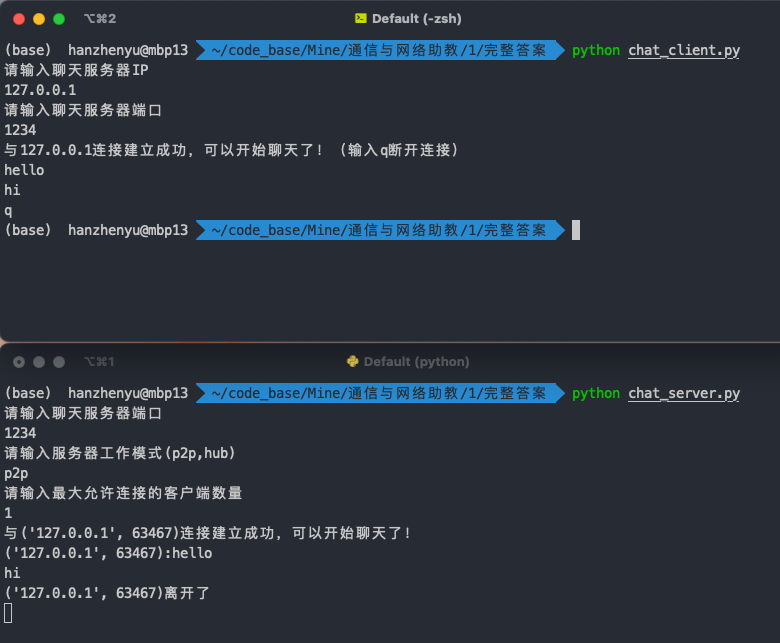 ⌥⌘2 Default (-zsh)
(base) hanzhenyu@mbp13 ~/code_base/Mine/通信与网络助教/1/完整答案 python chat_client.py
请输入聊天服务器IP
127.0.0.1
请输入聊天服务器端口
1234
与127.0.0.1连接建立成功，可以开始聊天了！（输入q断开连接）
hello
hi
q
(base) hanzhenyu@mbp13 ~/code_base/Mine/通信与网络助教/1/完整答案
⌥⌘1 Default (python)
(base) hanzhenyu@mbp13 ~/code_base/Mine/通信与网络助教/1/完整答案 python chat_server.py
请输入聊天服务器端口
1234
请输入服务器工作模式(p2p,hub)
p2p
请输入最大允许连接的客户端数量
1
与('127.0.0.1', 63467)连接建立成功，可以开始聊天了！
('127.0.0.1', 63467):hello
hi
('127.0.0.1', 63467)离开了